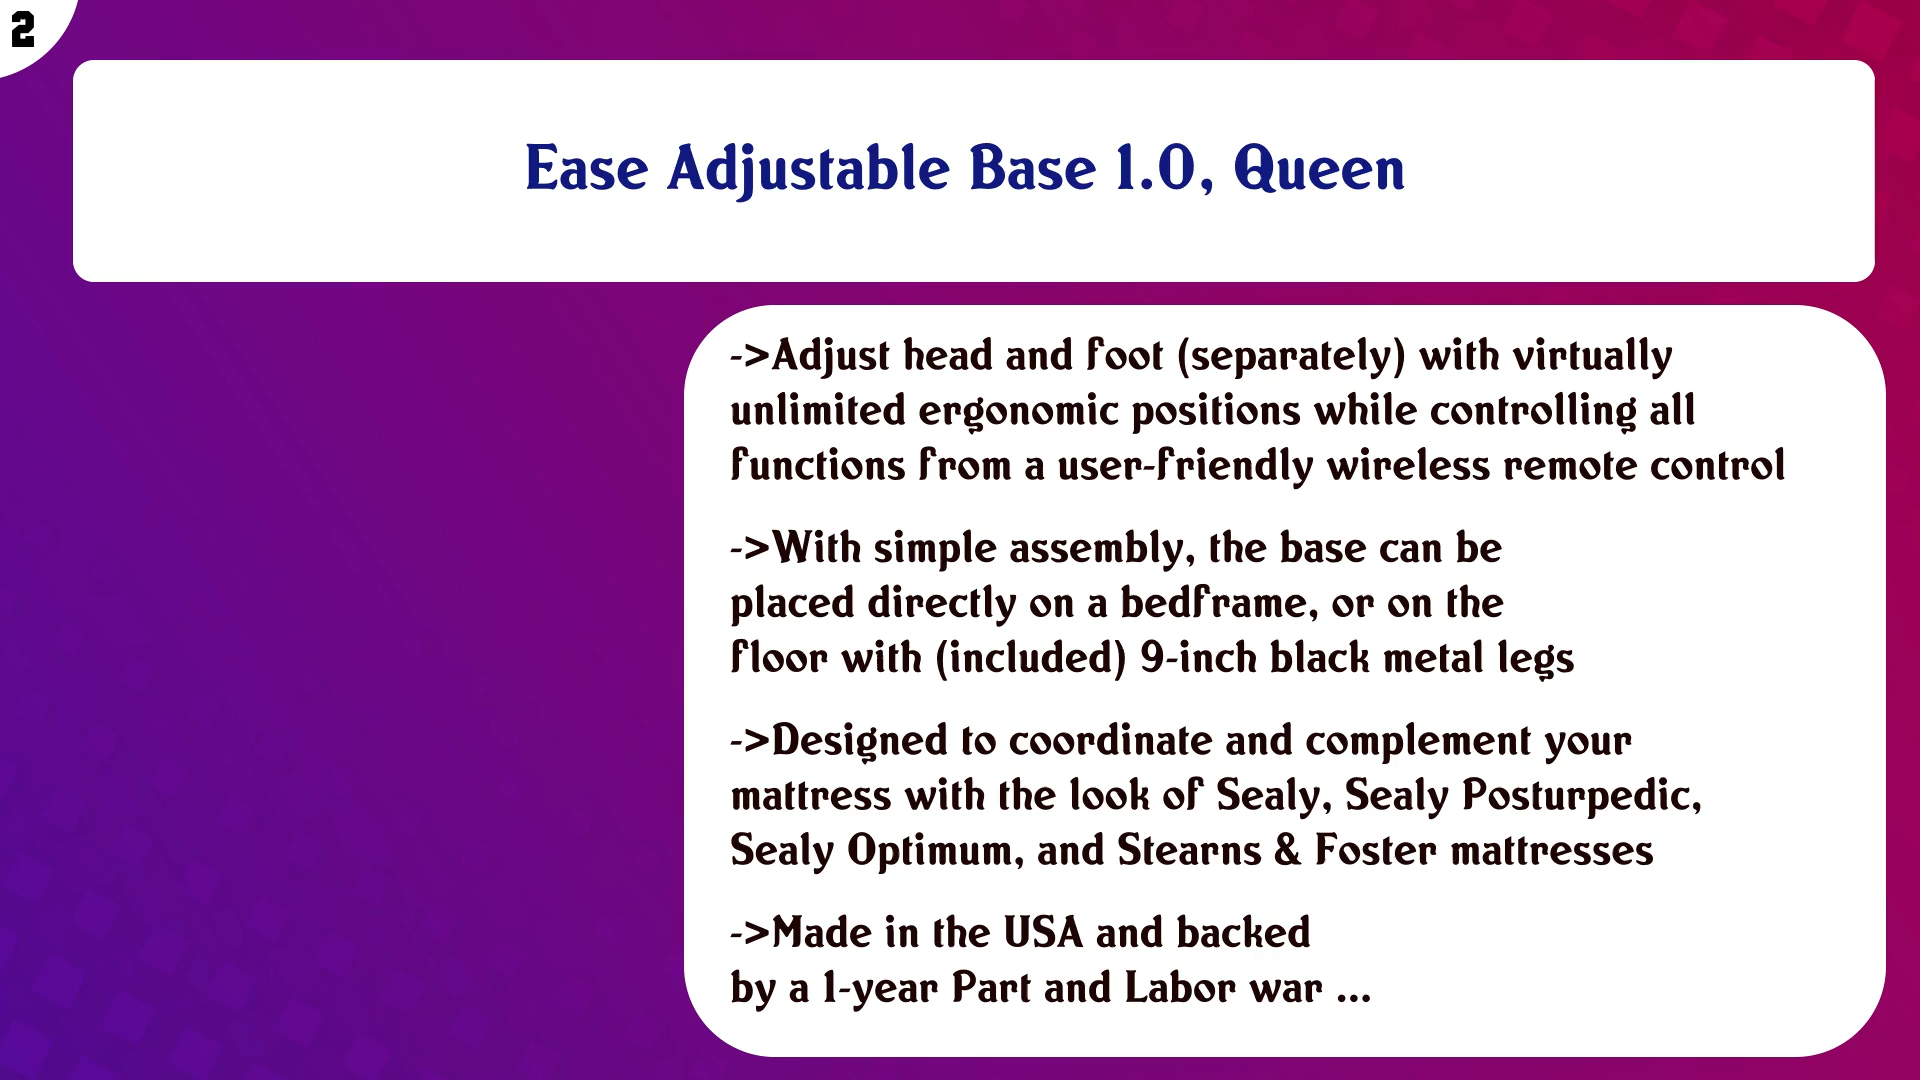 2
Ease Adjustable Base 1.0, Queen
->Adjust head and foot (separately) with virtually
unlimited ergonomic positions while controlling all
functions from a user-friendly wireless remote control
->With simple assembly, the base can be
placed directly on a bedframe, or on the
floor with (included) 9-inch black metal legs
->Designed to coordinate and complement your
mattress with the look of Sealy, Sealy Posturpedic,
Sealy Optimum, and Stearns & Foster mattresses
->Made in the USA and backed
by a 1-year Part and Labor war ...